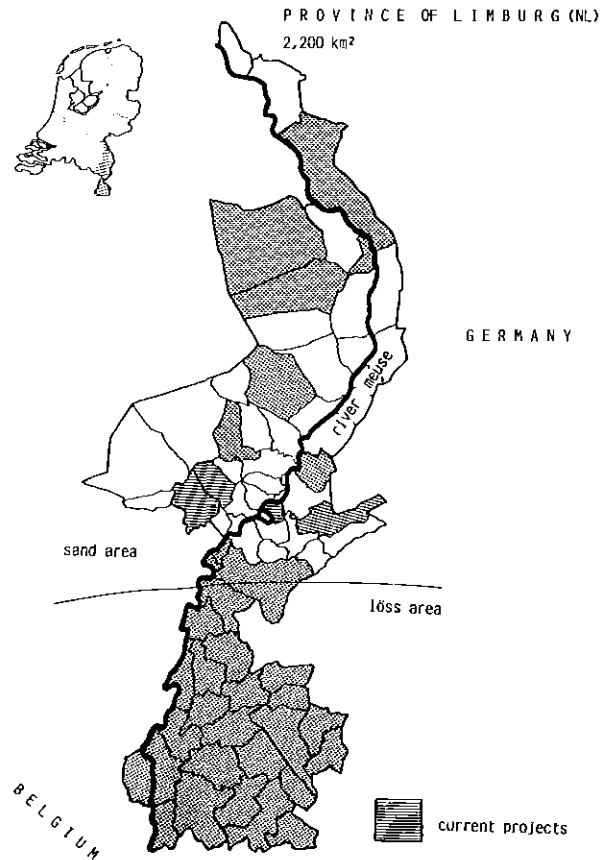 PROVINCE OF LIMBURG (NL)
2,200 km²
GERMANY
river meuse
sand area
löss area
BELGIUM
current projects